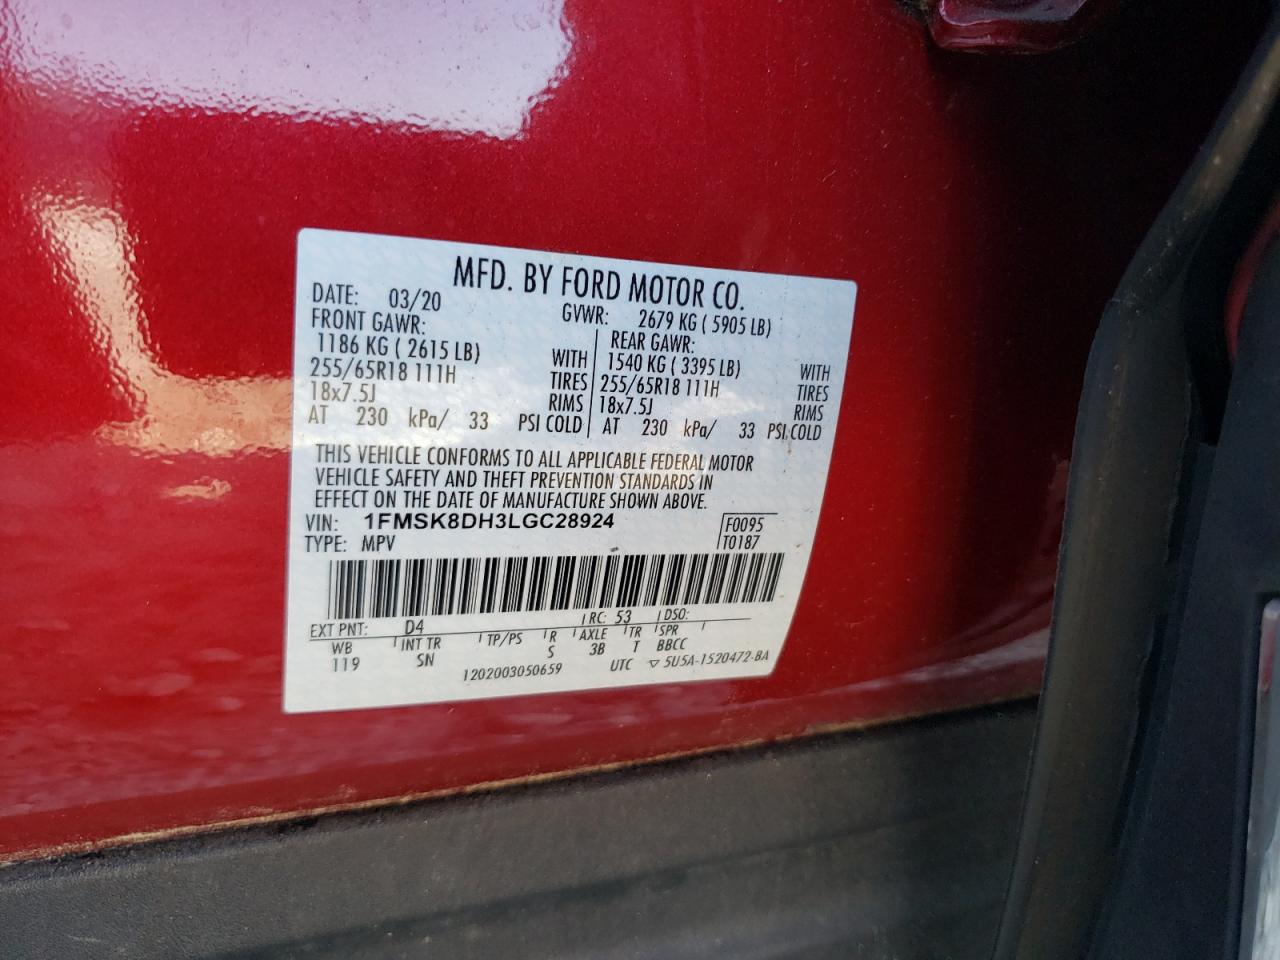 MFD. BY FORD MOTOR CO.
DATE: 03/20 GVWR: 2679 KG ( 5905 LB)
FRONT GAWR: REAR GAWR:
1186 KG ( 2615 LB) WITH 1540 KG ( 3395 LB) WITH
255/65R18 111H TIRES 255/65R18 111H TIRES
18x7.5J RIMS 18x7.5J RIMS
AT 230 kPa/ 33 PSI COLD AT 230 kPa/ 33 PSI COLD
THIS VEHICLE CONFORMS TO ALL APPLICABLE FEDERAL MOTOR
VEHICLE SAFETY AND THEFT PREVENTION STANDARDS IN
EFFECT ON THE DATE OF MANUFACTURE SHOWN ABOVE.
VIN: 1FMSK8DH3LGC28924 F0095
TYPE: MPV T0187
EXT PNT: D4 RC: 53 DSO:
WB INT TR TP/PS R AXLE TR SPR
119 SN S 3B T BBCC
1202003050659 UTC ▽ 5U5A-1520472-BA